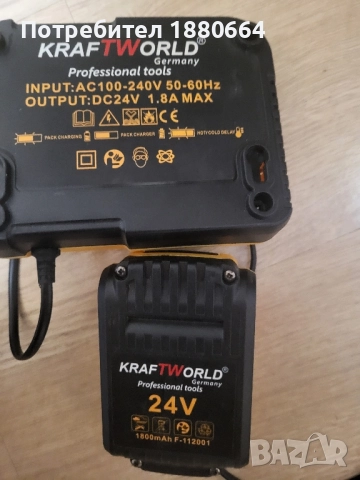 Потребител 1880664
KRAFTWORLD®
Germany
Professional tools
INPUT:AC100-240V 50-60Hz
OUTPUT:DC24V 1.8A MAX
PACK CHARGING
PACK CHARGED
HOT/COLD DELAY
KRAFTWORLD®
Germany
Professional tools
24V
1800mAh F-112001
BAZAR